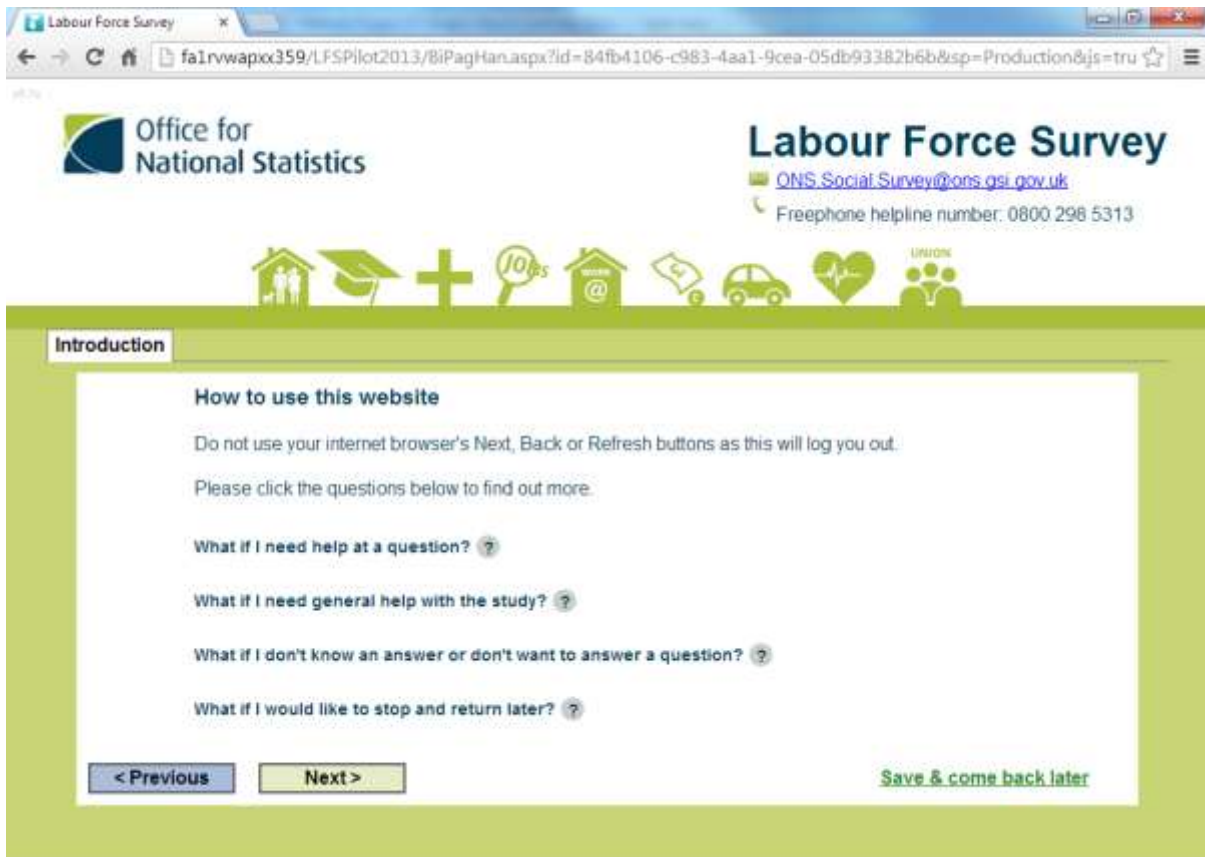 Labour Force Survey
fa1rvwapxx359/LFSPilot2013/BiPagHan.aspx?id=84fb4106-c983-4aa1-9cea-05db93382b6b&sp=Production&js=tru
Office for
National Statistics
Labour Force Survey
ONS.Social.Survey@ons.gsi.gov.uk
Freephone helpline number: 0800 298 5313
JOBs
WORK
@
£
UNION
Introduction
How to use this website
Do not use your internet browser's Next, Back or Refresh buttons as this will log you out.
Please click the questions below to find out more.
What if I need help at a question? ?
What if I need general help with the study? ?
What if I don't know an answer or don't want to answer a question? ?
What if I would like to stop and return later? ?
< Previous
Next >
Save & come back later